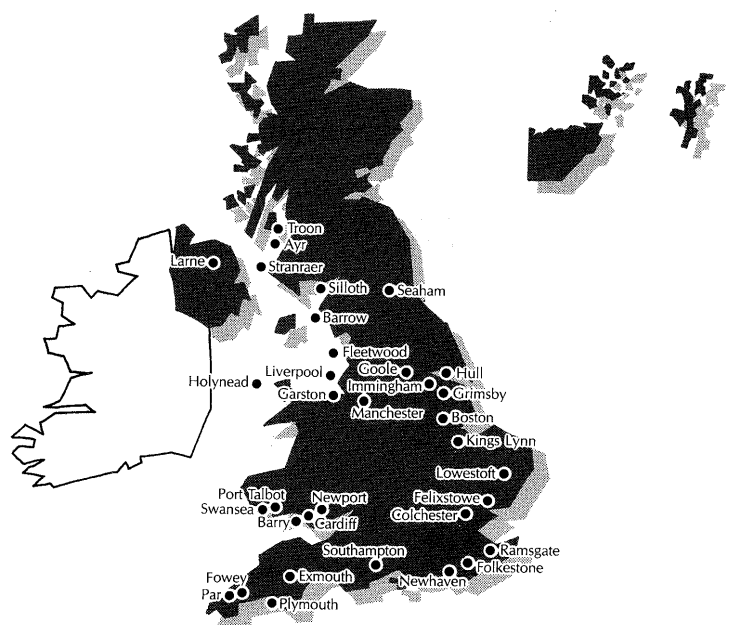 Troon
Ayr
Larne
Stranraer
Silloth
Seaham
Barrow
Fleetwood
Liverpool
Goole
Hull
Holynead
Immingham
Garston
Grimsby
Manchester
Boston
Kings Lynn
Lowestoft
Port Talbot
Newport
Felixstowe
Swansea
Colchester
Barry
Cardiff
Southampton
Ramsgate
Folkestone
Fowey
Exmouth
Newhaven
Par
Plymouth